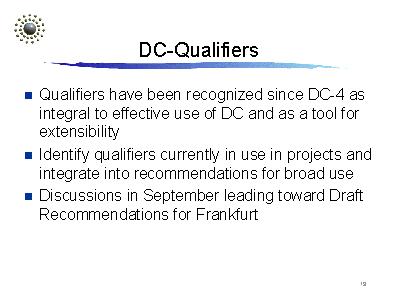 DC-Qualifiers
Qualifiers have been recognized since DC-4 as
integral to effective use of DC and as a tool for
extensibility
Identify qualifiers currently in use in projects and
integrate into recommendations for broad use
Discussions in September leading toward Draft
Recommendations for Frankfurt